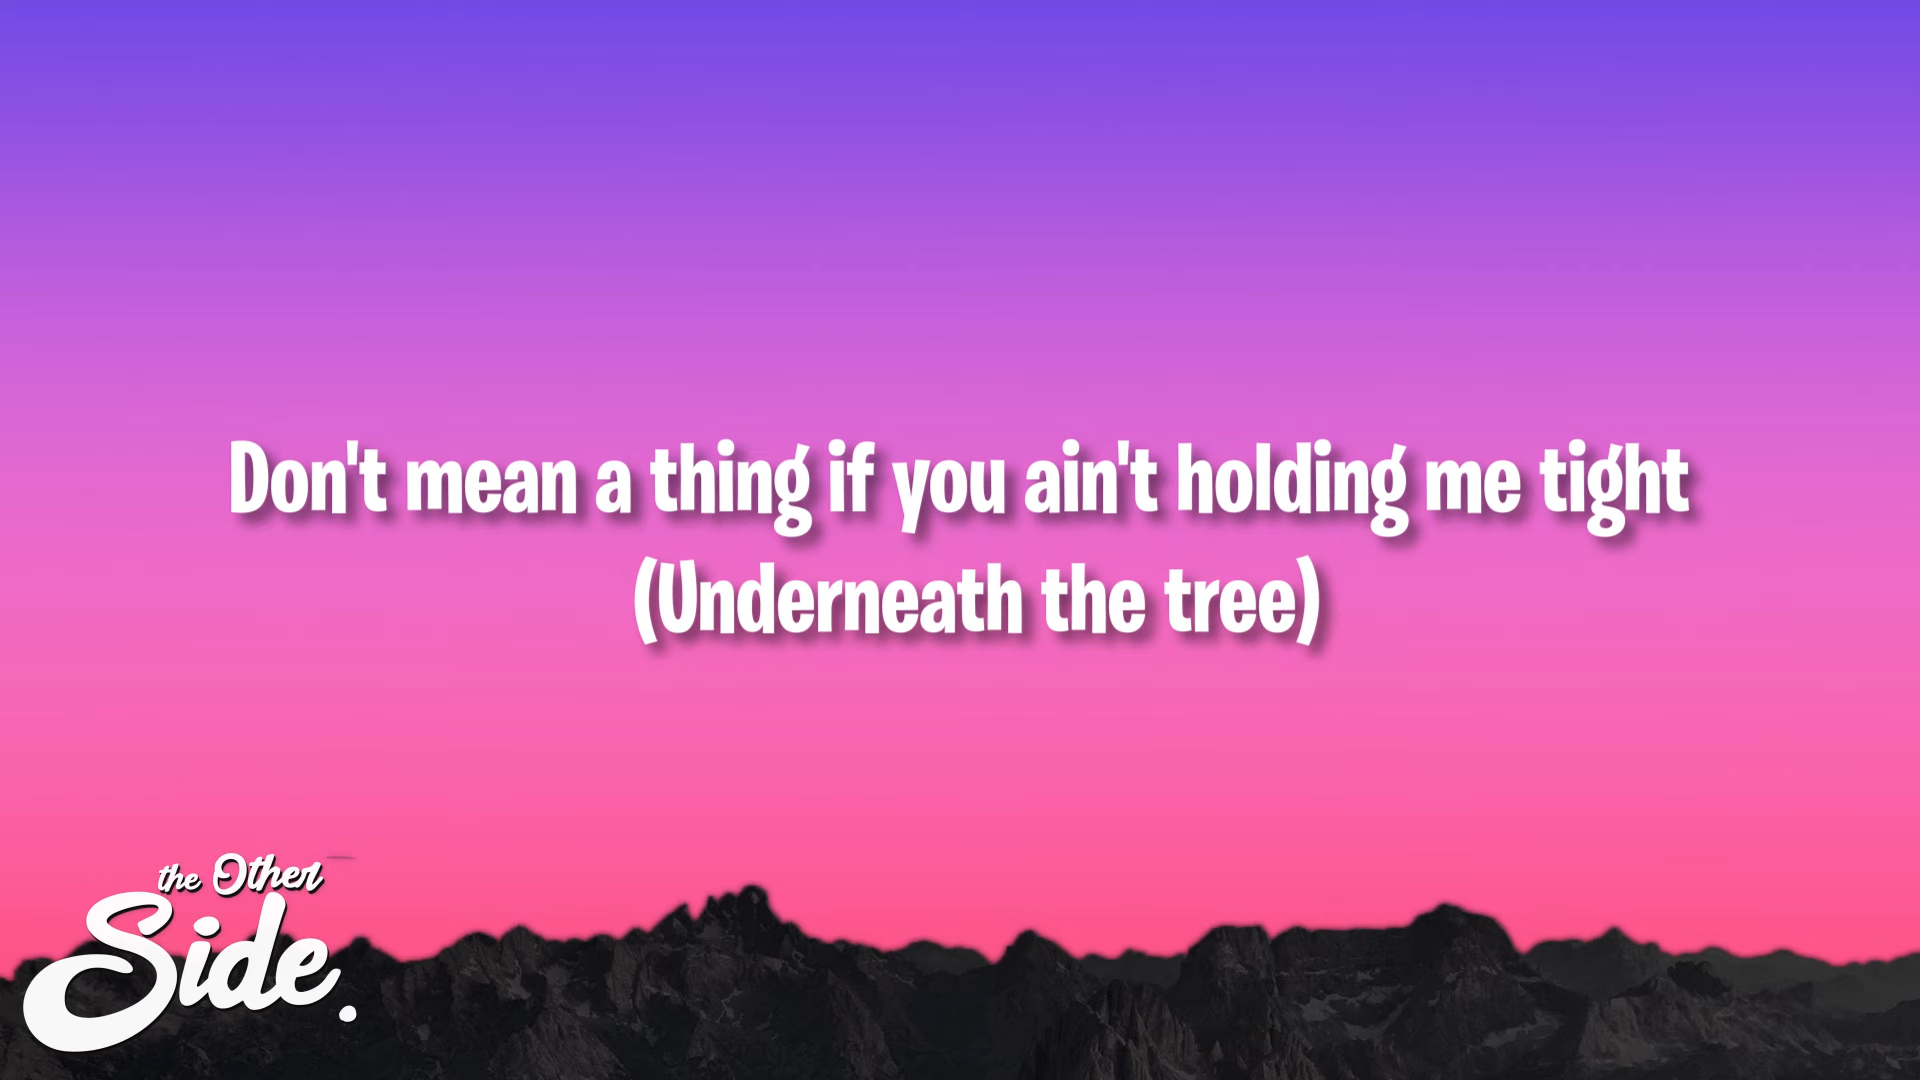 Don't mean a thing if you ain't holding me tight
(Underneath the tree)
the Other
Side.